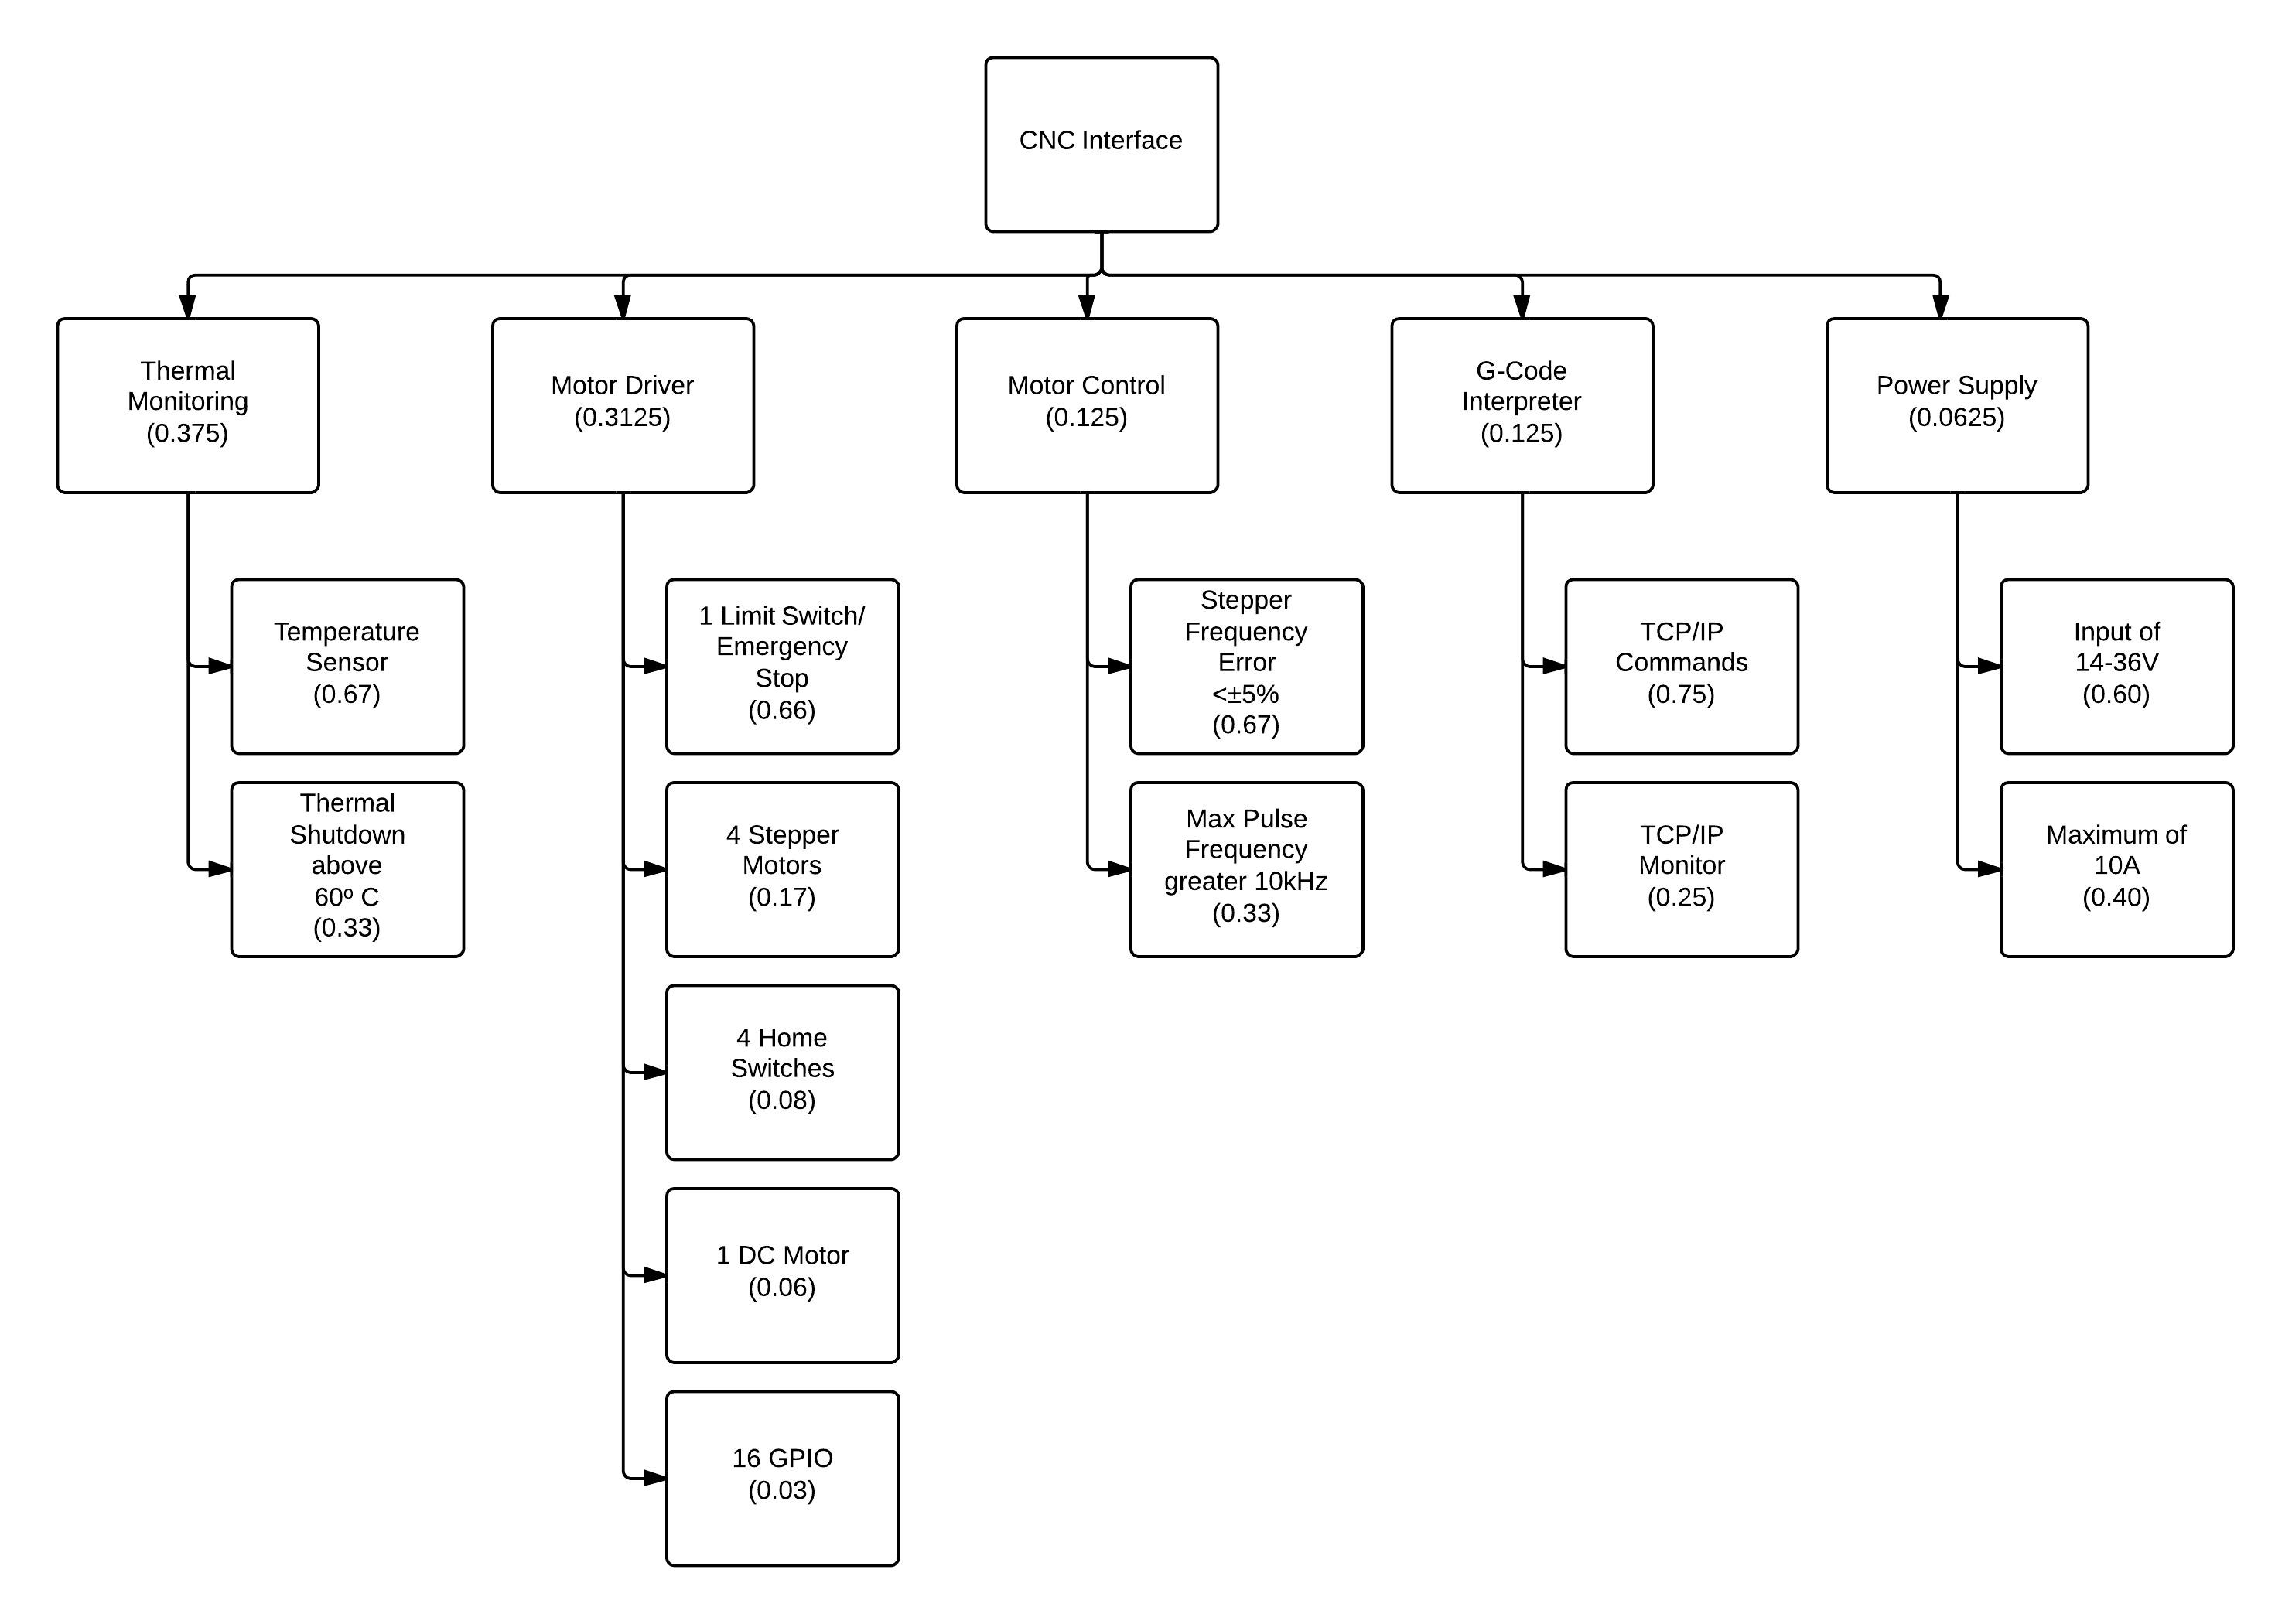 CNC Interface
Thermal
Monitoring
(0.375)
Motor Driver
(0.3125)
Motor Control
(0.125)
G-Code
Interpreter
(0.125)
Power Supply
(0.0625)
Temperature
Sensor
(0.67)
Thermal
Shutdown
above
60º C
(0.33)
1 Limit Switch/
Emergency
Stop
(0.66)
4 Stepper
Motors
(0.17)
4 Home
Switches
(0.08)
1 DC Motor
(0.06)
16 GPIO
(0.03)
Stepper
Frequency
Error
<±5%
(0.67)
Max Pulse
Frequency
greater 10kHz
(0.33)
TCP/IP
Commands
(0.75)
TCP/IP
Monitor
(0.25)
Input of
14-36V
(0.60)
Maximum of
10A
(0.40)